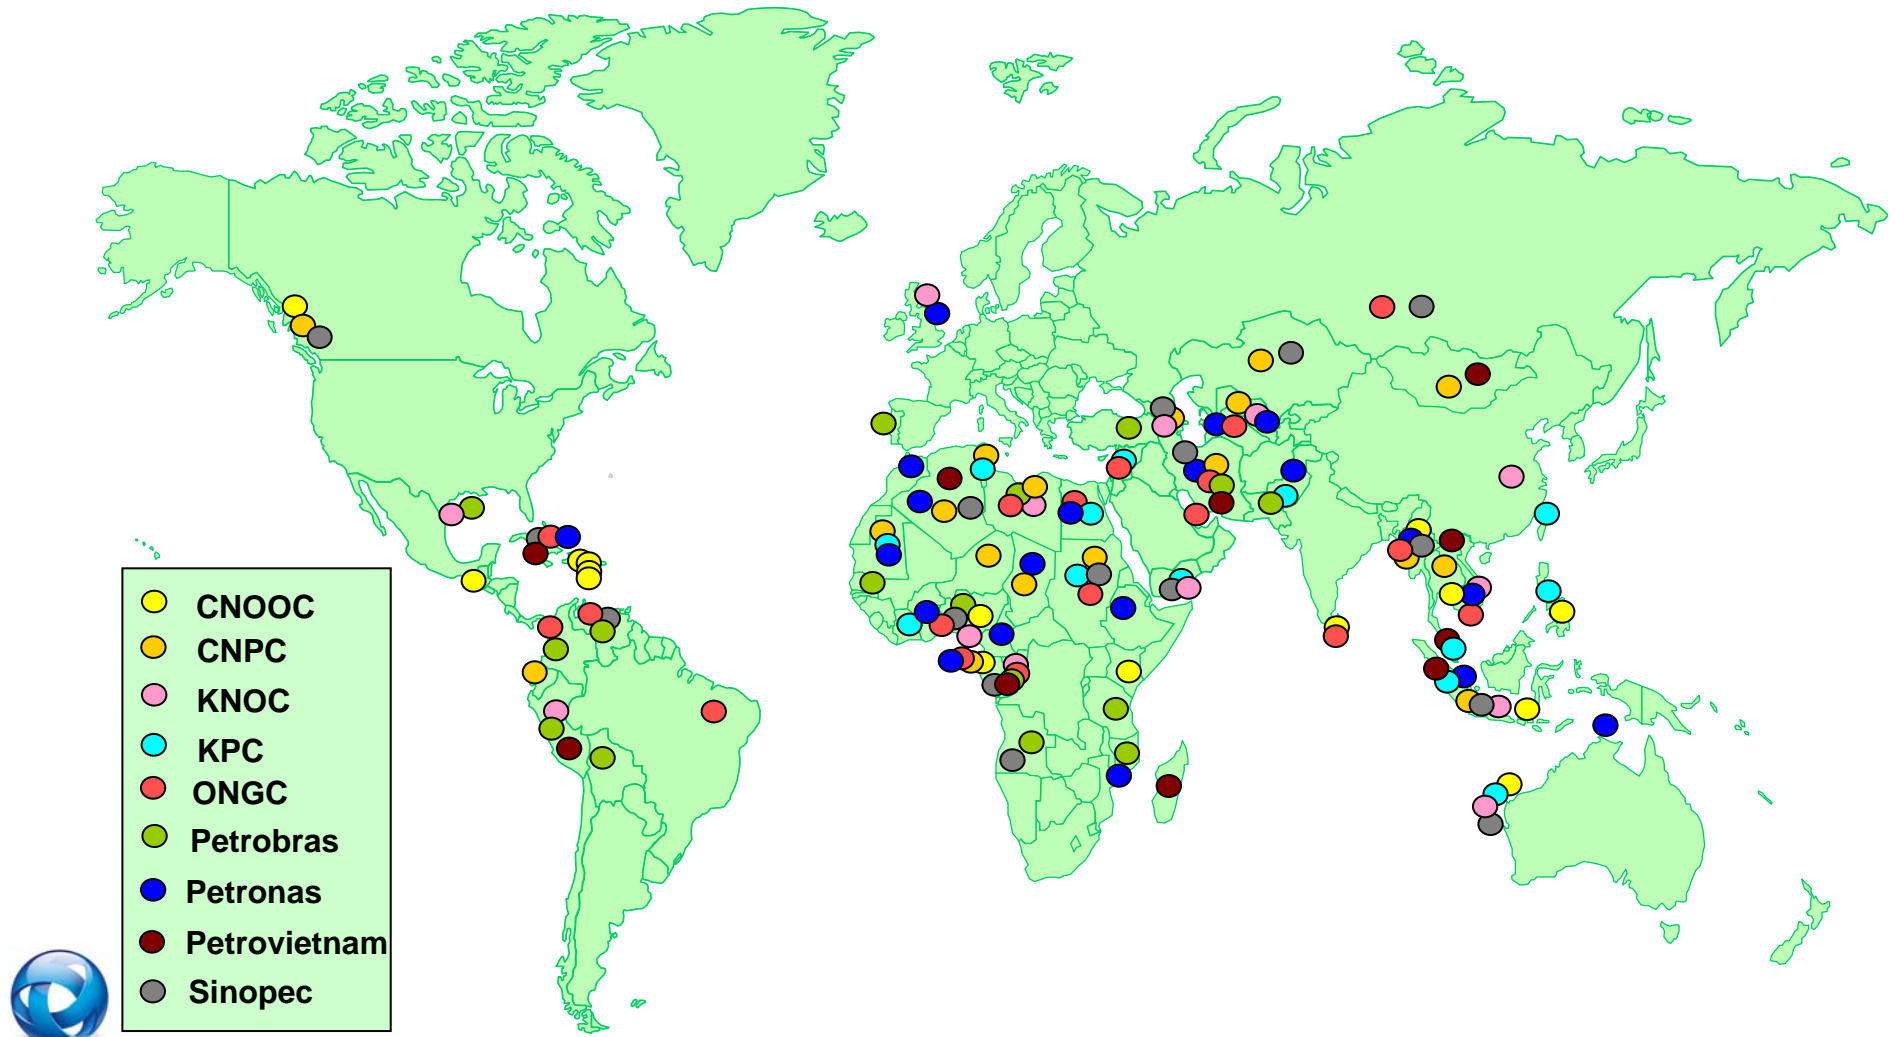 CNOOC
CNPC
KNOC
KPC
ONGC
Petrobras
Petronas
Petrovietnam
Sinopec